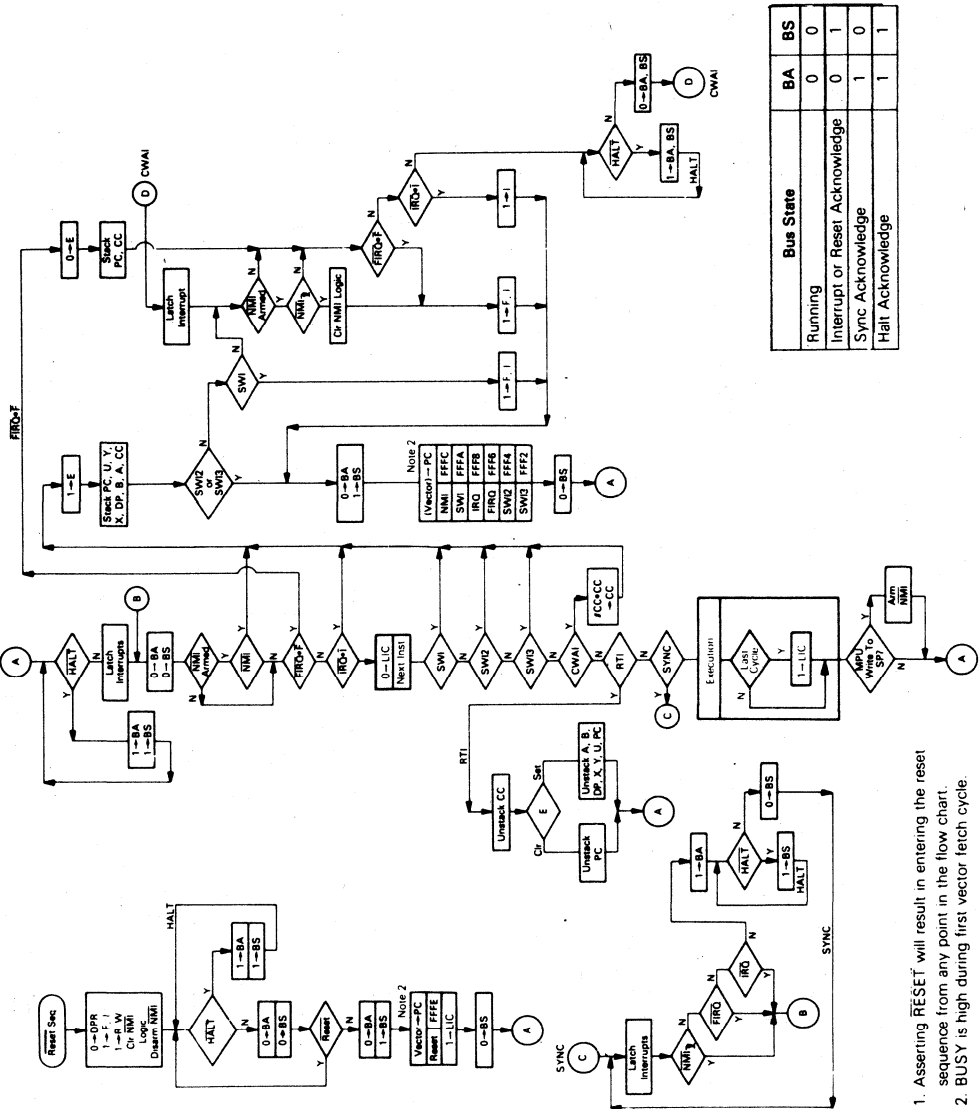 Reset Seq
0→DPR
1→F, I
1→R/W
Clr NMI
Logic
Disarm NMI
HALT
Y
N
HALT
1→BA
1→BS
0→BA
0→BS
Reset
Y
N
0→BA
1→BS
Note 2
Vector→PC
Reset FFFE
1→LIC
0→BS
A
A
HALT
Y
N
1→BA
1→BS
Latch
Interrupts
B
0→BA
0→BS
NMI
Armed
N
Y
NMI
Y
N
FIRQ•F
Y
N
IRQ•I
Y
N
0→LIC
Next Inst
SWI
Y
N
SWI2
Y
N
SWI3
Y
N
CWAI
Y
N
#CC•CC
→CC
RTI
Y
N
SYNC
Y
N
C
Execution
Last
Cycle
N
Y
1→LIC
MPU
Write To
SP?
Y
N
Arm
NMI
A
RTI
Unstack CC
E
Clr
Set
Unstack
PC
Unstack A, B,
DP, X, Y, U, PC
A
SYNC
C
Latch
Interrupts
NMI
N
Y
FIRQ
N
Y
IRQ
N
Y
B
1→BA
HALT
N
Y
1→BS
HALT
0→BS
SYNC
FIRQ•F
1→E
Stack PC, U, Y,
X, DP, B, A, CC
SWI2
or
SWI3
N
Y
0→BA
1→BS
Note 2
(Vector)→PC
NMI FFFC
SWI FFFA
IRQ FFF8
FIRQ FFF6
SWI2 FFF4
SWI3 FFF2
0→BS
A
0→E
Stack
PC, CC
D CWAI
Latch
Interrupt
SWI
N
Y
NMI
Armed
N
Y
NMI
N
Y
Clr NMI Logic
FIRQ•F
N
Y
IRQ•I
N
Y
1→F, I
1→F, I
1→I
HALT
N
Y
1→BA, BS
HALT
0→BA, BS
D
CWAI
Bus State BA BS
Running 0 0
Interrupt or Reset Acknowledge 0 1
Sync Acknowledge 1 0
Halt Acknowledge 1 1
1. Asserting RESET will result in entering the reset
sequence from any point in the flow chart.
2. BUSY is high during first vector fetch cycle.